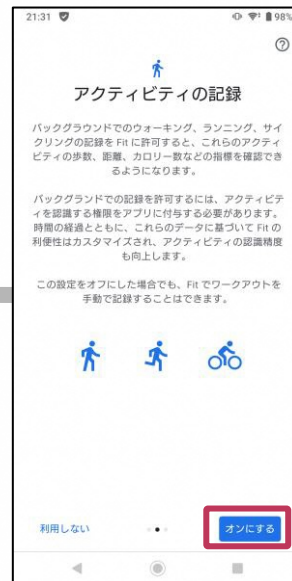 21:31
98%
アクティビティの記録
バックグラウンドでのウォーキング、ランニング、サイ
クリングの記録を Fit に許可すると、これらのアクティ
ビティの歩数、距離、カロリー数などの指標を確認でき
るようになります。
バックグランドでの記録を許可するには、アクティビテ
ィを認識する権限をアプリに付与する必要があります。
時間の経過とともに、これらのデータに基づいて Fit の
利便性はカスタマイズされ、アクティビティの認識精度
も向上します。
この設定をオフにした場合でも、Fit でワークアウトを
手動で記録することはできます。
利用しない
オンにする